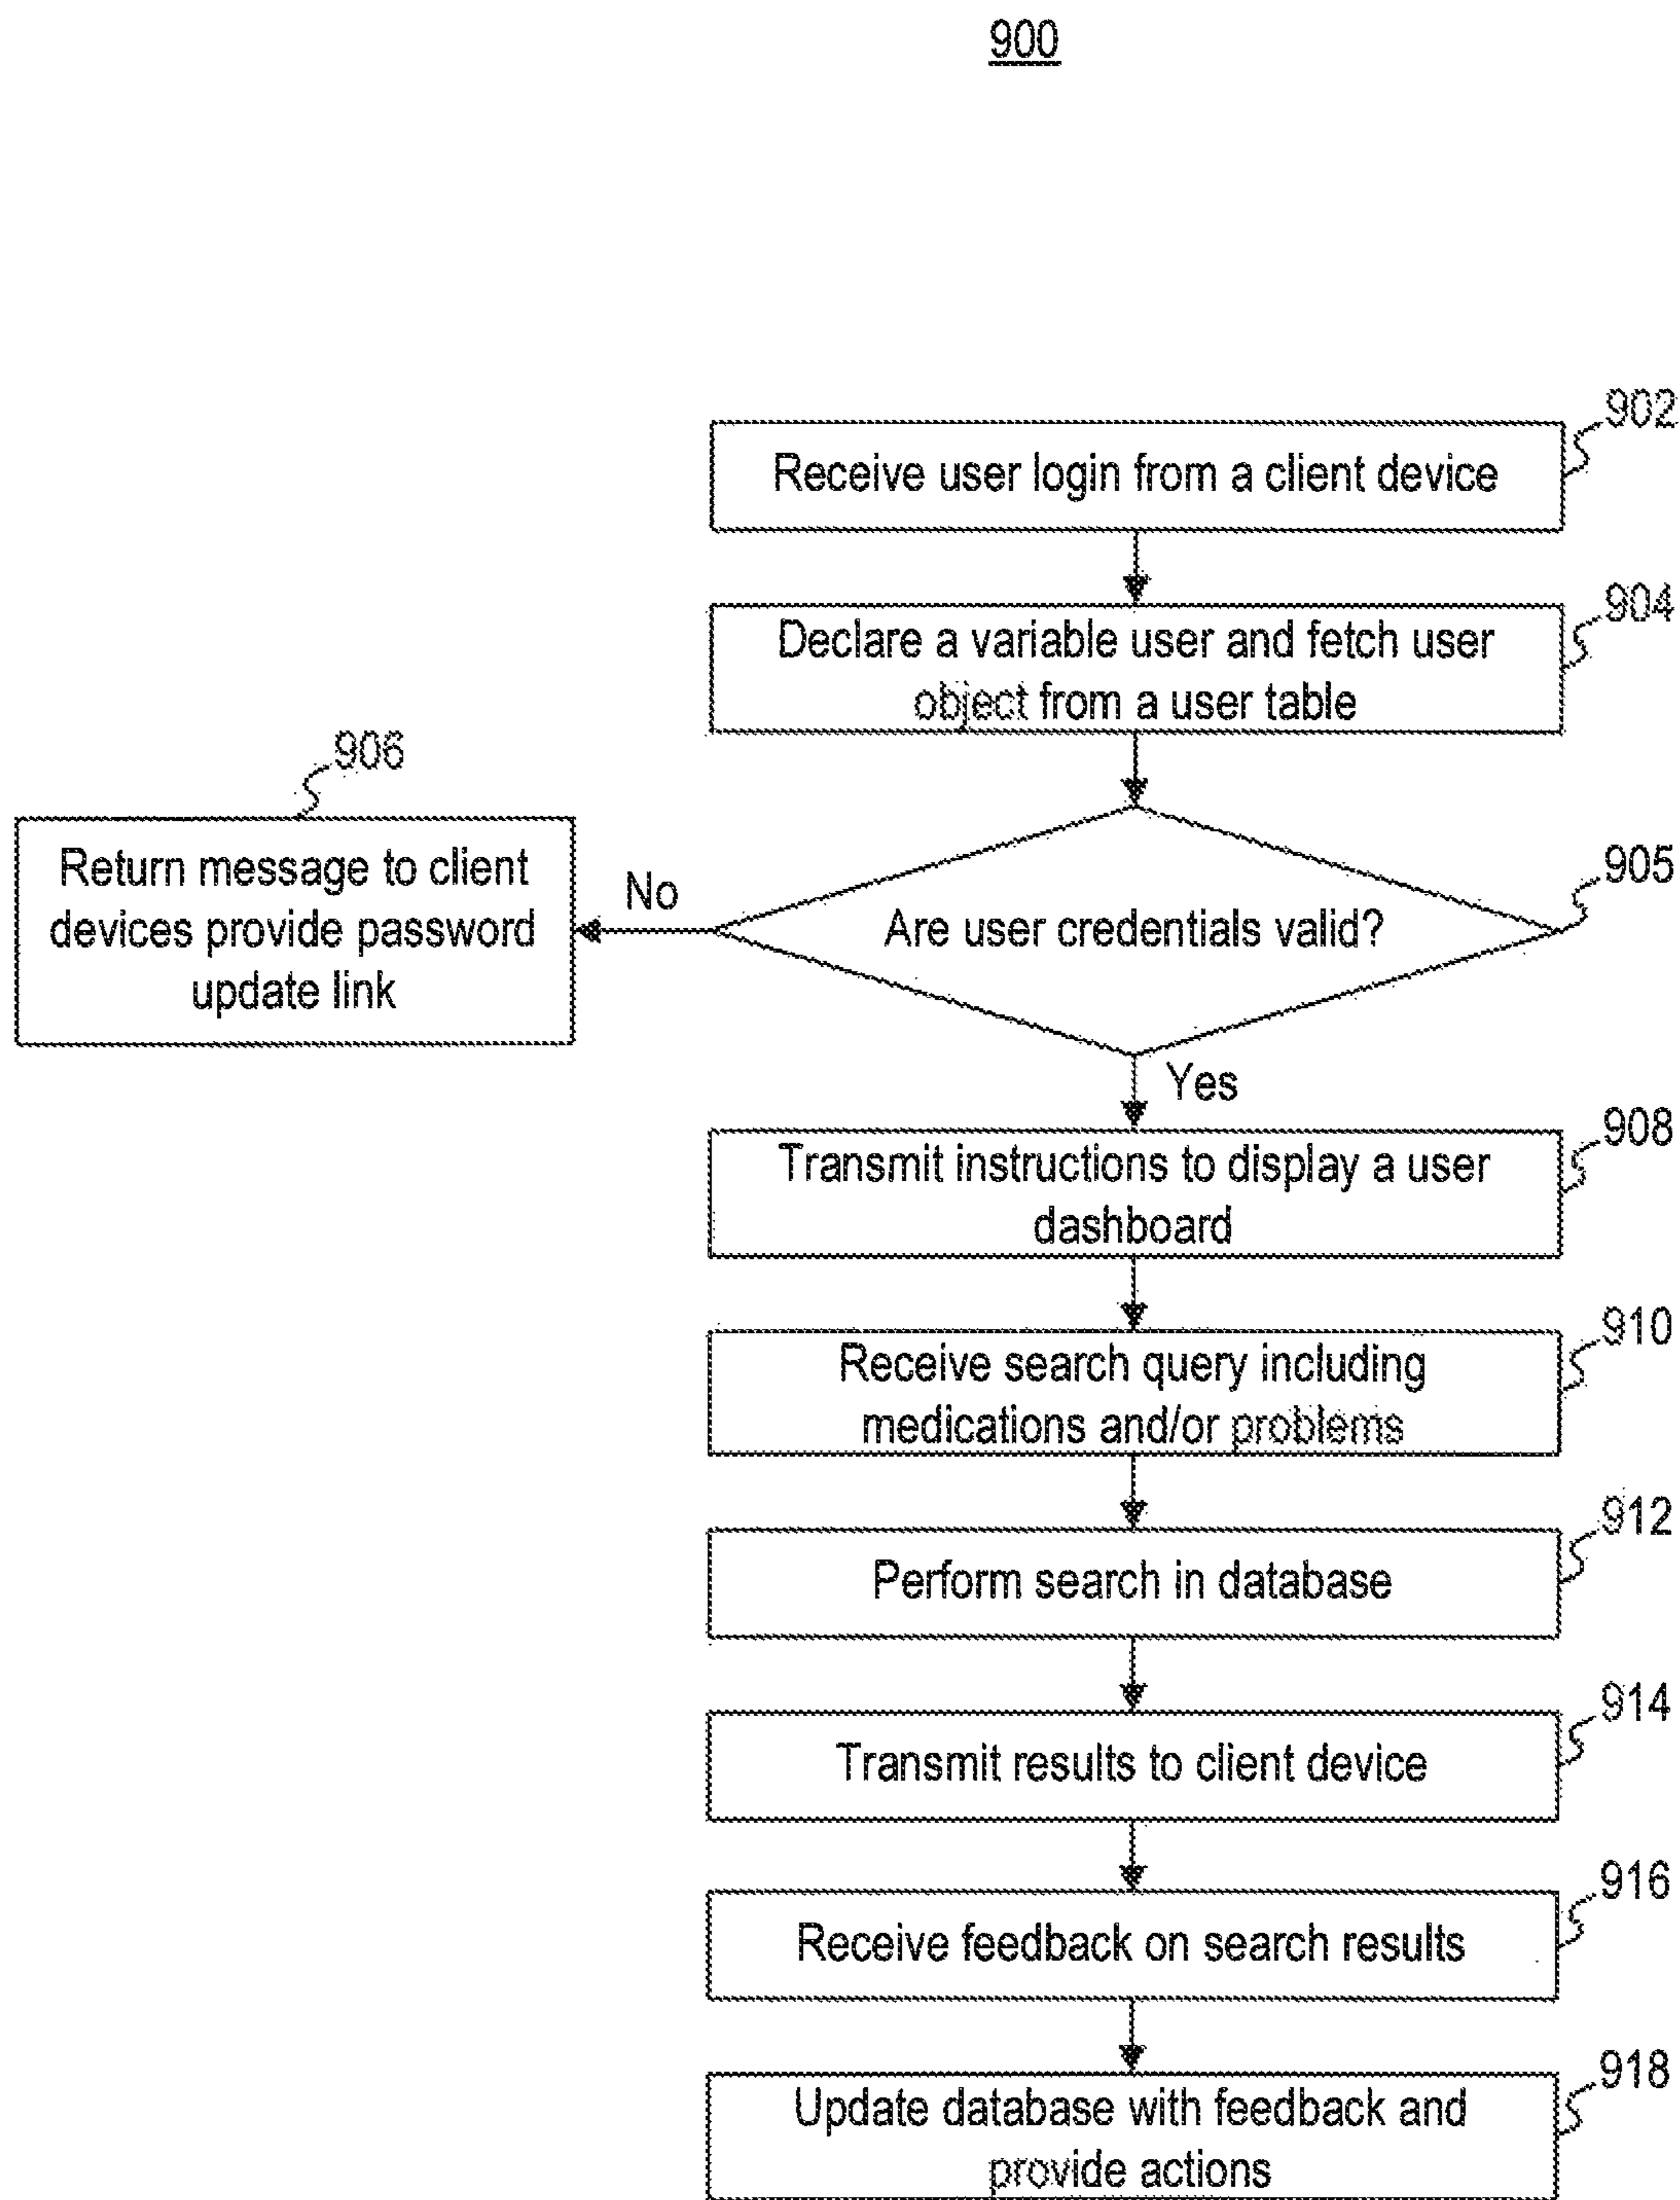 900
902
Receive user login from a client device
904
Declare a variable user and fetch user
object from a user table
906
Return message to client
devices provide password
update link
No
905
Are user credentials valid?
Yes
908
Transmit instructions to display a user
dashboard
910
Receive search query including
medications and/or problems
912
Perform search in database
914
Transmit results to client device
916
Receive feedback on search results
918
Update database with feedback and
provide actions